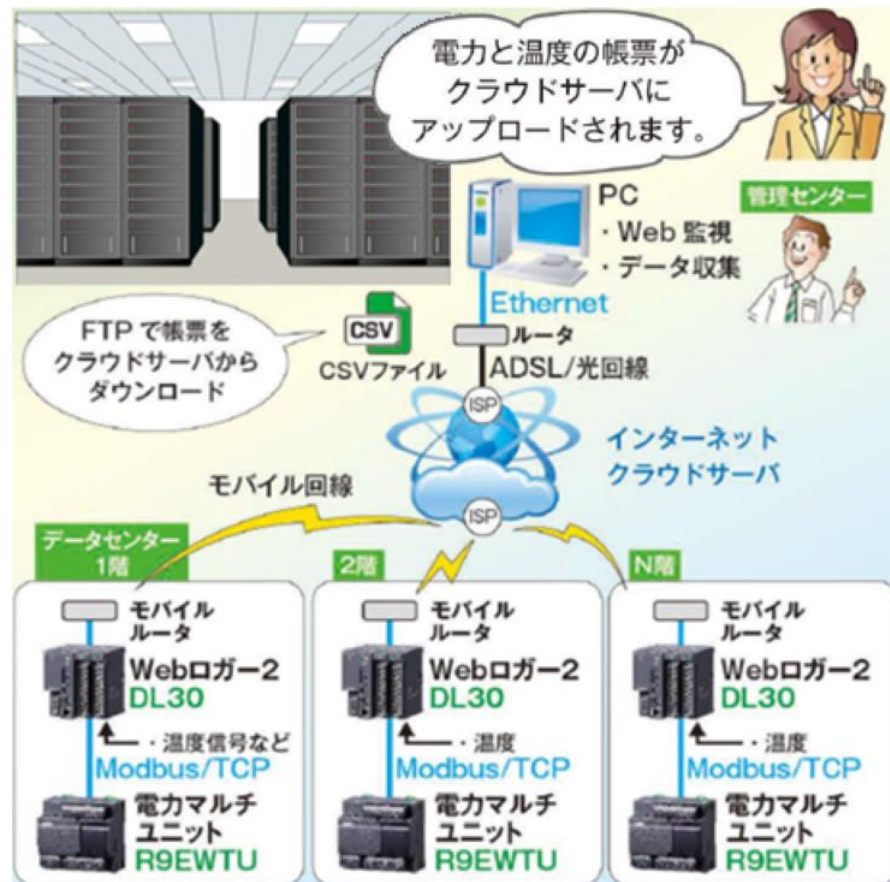 電力と温度の帳票が
クラウドサーバに
アップロードされます。
PC
・Web 監視
・データ収集
管理センター
Ethernet
FTP で帳票を
クラウドサーバから
ダウンロード
CSV
CSVファイル
ルータ
ADSL/光回線
ISP
インターネット
クラウドサーバ
モバイル回線
ISP
データセンター
1階
モバイル
ルータ
Webロガー2
DL30
・温度信号など
Modbus/TCP
電力マルチ
ユニット
R9EWTU
2階
モバイル
ルータ
Webロガー2
DL30
・温度
Modbus/TCP
電力マルチ
ユニット
R9EWTU
N階
モバイル
ルータ
Webロガー2
DL30
・温度
Modbus/TCP
電力マルチ
ユニット
R9EWTU